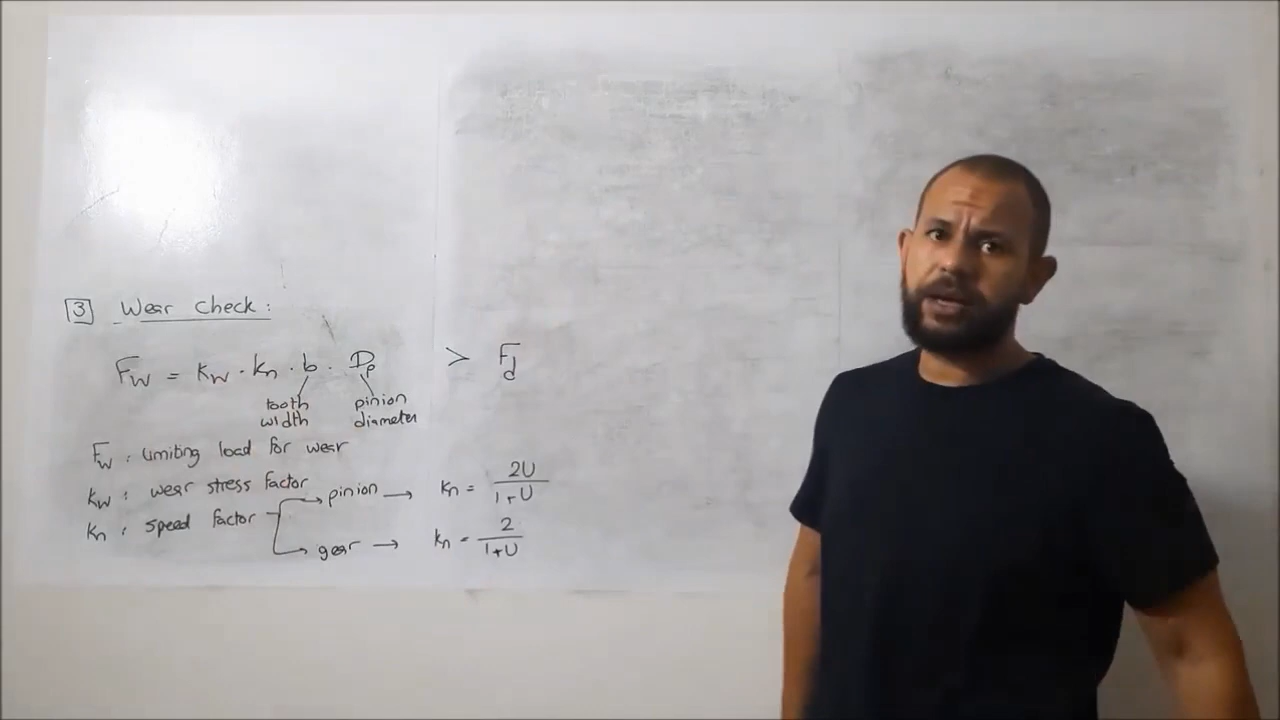 3 Wear check:
Fw = Kw . Kn . b . Dp > Fd
tooth width
pinion diameter
Fw : limiting load for wear
Kw : wear stress factor
Kn : speed factor
pinion → Kn = 2U / 1+U
gear → Kn = 2 / 1+U